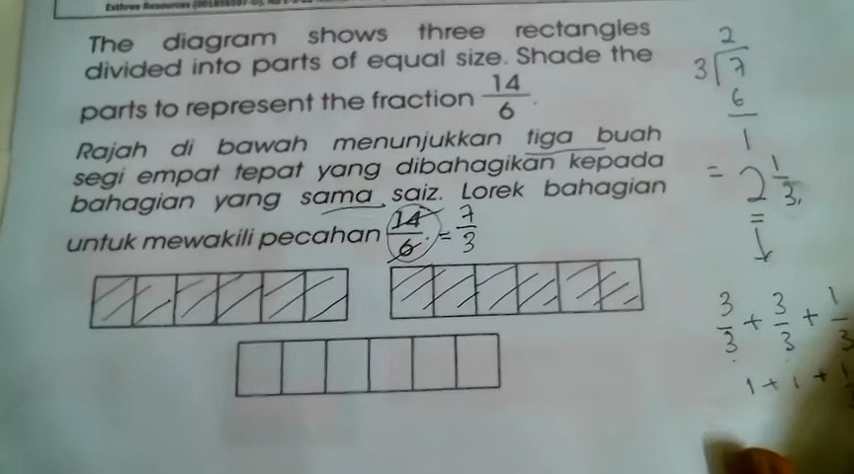 The diagram shows three rectangles
divided into parts of equal size. Shade the
parts to represent the fraction 14/6.
Rajah di bawah menunjukkan tiga buah
segi empat tepat yang dibahagikan kepada
bahagian yang sama saiz. Lorek bahagian
untuk mewakili pecahan 14/6. = 7/3
2
3 7
6
1
= 2 1/3
=
3/3 + 3/3 + 1/3
1 + 1 +